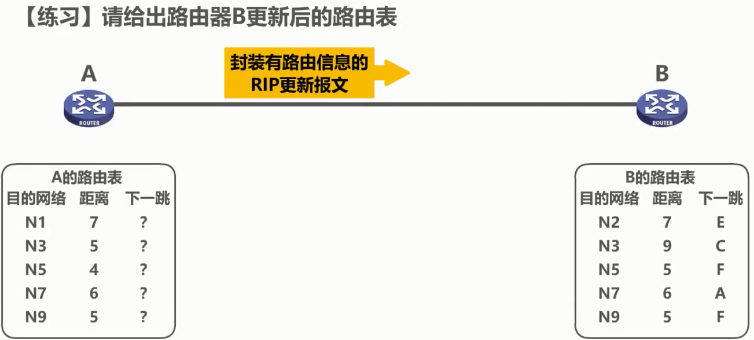 【练习】请给出路由器B更新后的路由表
封装有路由信息的
RIP更新报文
A
B
ROUTER
ROUTER
A的路由表
目的网络 距离 下一跳
N1 7 ?
N3 5 ?
N5 4 ?
N7 6 ?
N9 5 ?
B的路由表
目的网络 距离 下一跳
N2 7 E
N3 9 C
N5 5 F
N7 6 A
N9 5 F